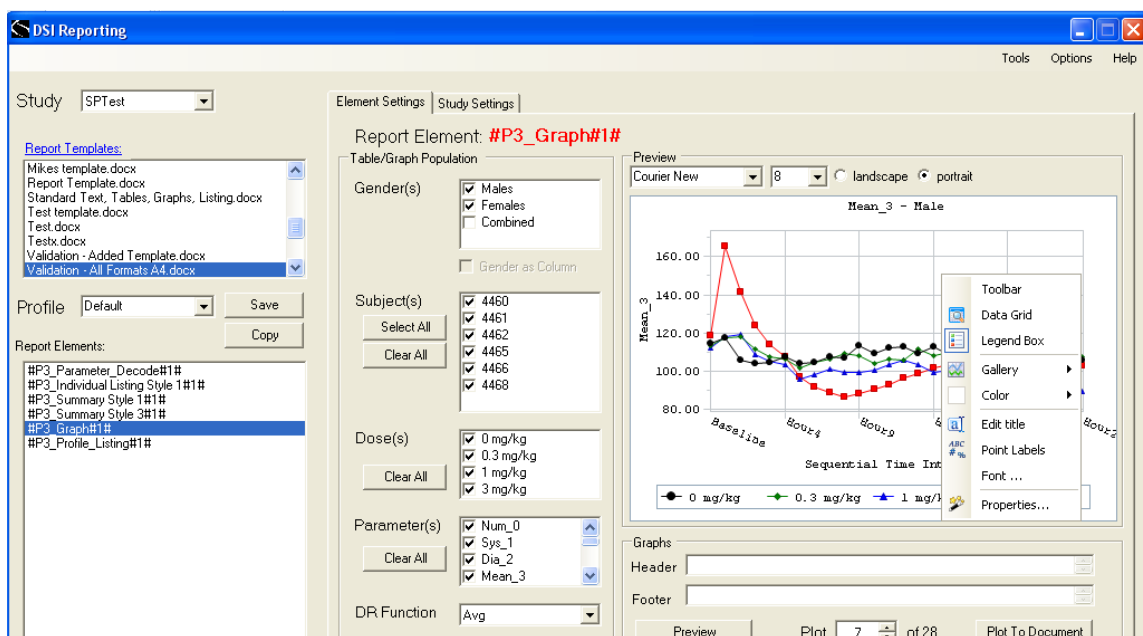 DSI Reporting
Tools Options Help
Study SPTest
Report Templates:
Mikes template.docx
Report Template.docx
Standard Text, Tables, Graphs, Listing.docx
Test template.docx
Test.docx
Testx.docx
Validation - Added Template.docx
Validation - All Formats A4.docx
Profile Default Save
Copy
Report Elements:
#P3_Parameter_Decode#1#
#P3_Individual Listing Style 1#1#
#P3_Summary Style 1#1#
#P3_Summary Style 3#1#
#P3_Graph#1#
#P3_Profile_Listing#1#
Element Settings Study Settings
Report Element: #P3_Graph#1#
Table/Graph Population
Gender(s)
Males
Females
Combined
Gender as Column
Subject(s)
Select All
Clear All
4460
4461
4462
4465
4466
4468
Dose(s)
Clear All
0 mg/kg
0.3 mg/kg
1 mg/kg
3 mg/kg
Parameter(s)
Clear All
Num_0
Sys_1
Dia_2
Mean_3
DR Function Avg
Preview
Courier New 8 landscape portrait
Mean_3 - Male
160.00
140.00
120.00
100.00
80.00
Mean_3
Baseline Hour4 Hour9
Sequential Time Int
0 mg/kg 0.3 mg/kg 1 mg/k
Toolbar
Data Grid
Legend Box
Gallery
Color
Edit title
Point Labels
Font ...
Properties...
Graphs
Header
Footer
Preview Plot 7 of 28 Plot To Document